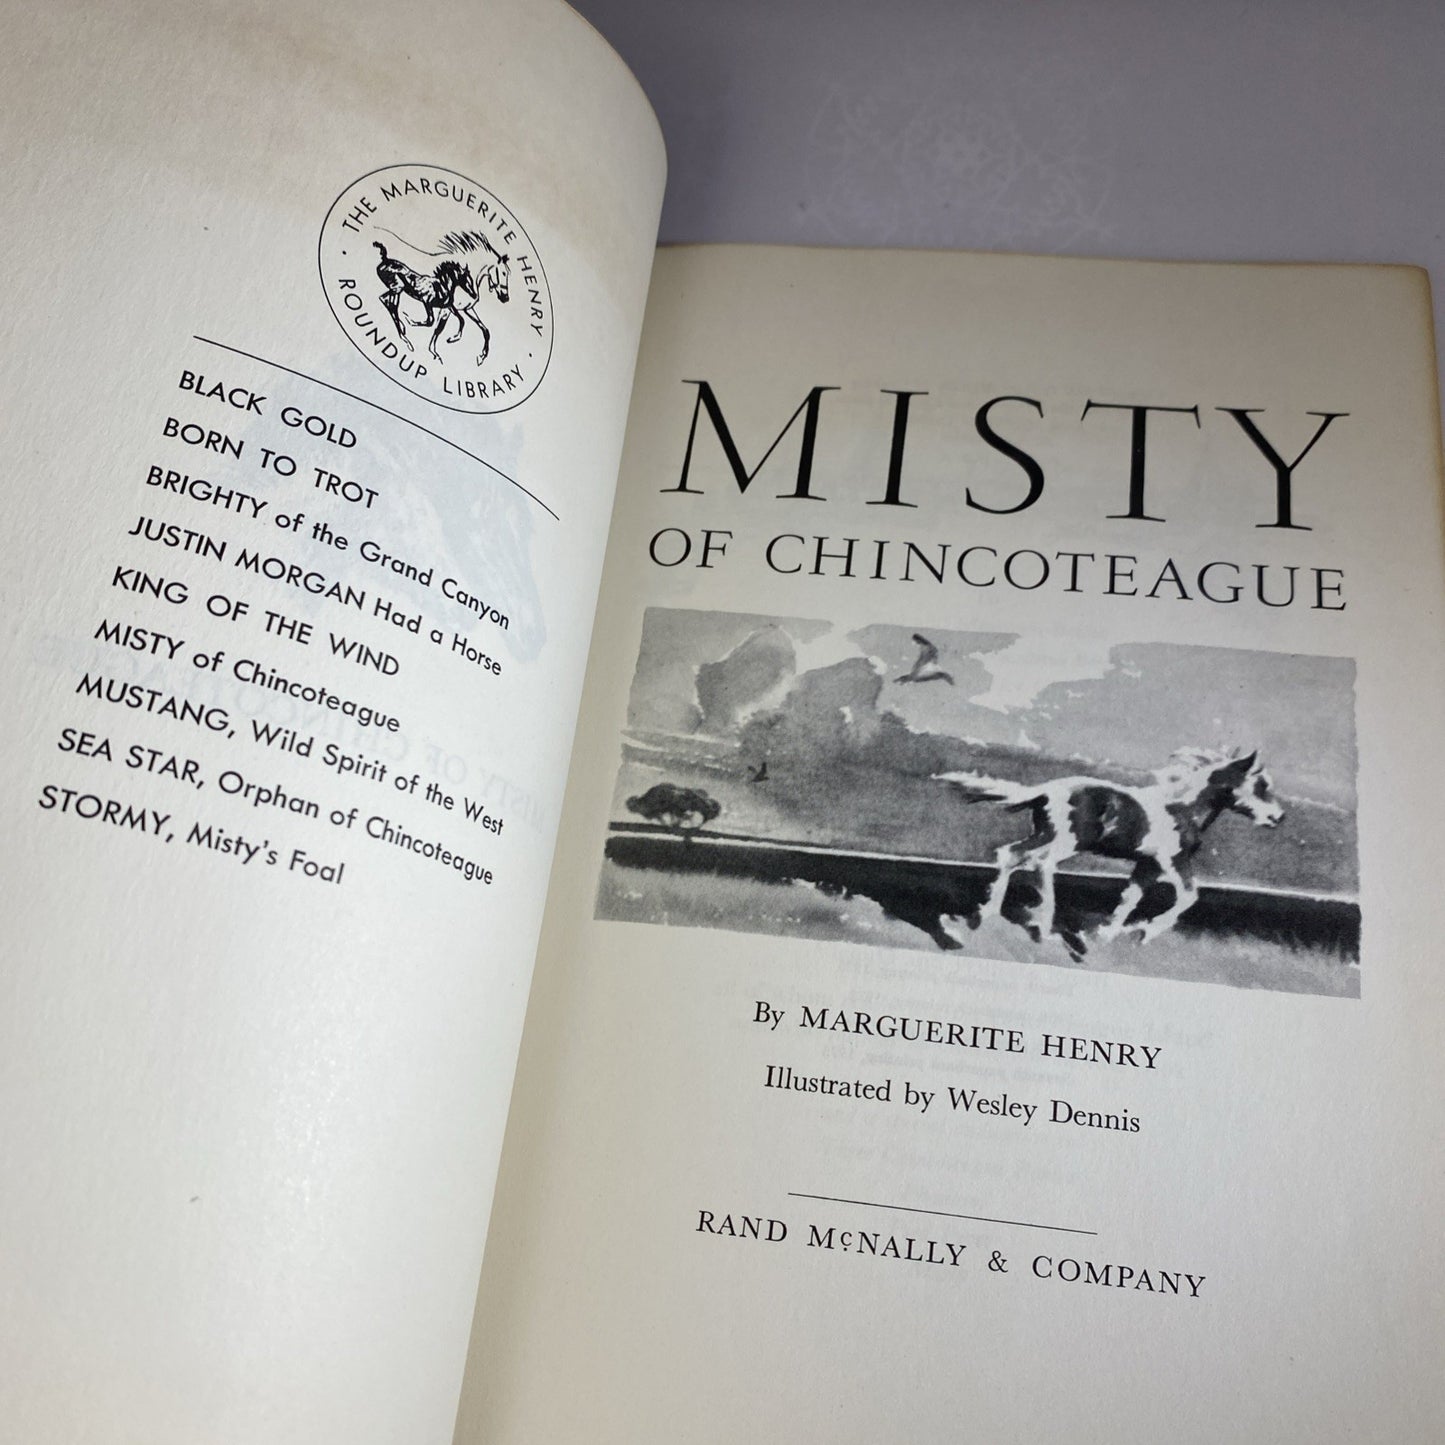 · THE MARGUERITE HENRY ·
ROUNDUP LIBRARY
BLACK GOLD
BORN TO TROT
BRIGHTY of the Grand Canyon
JUSTIN MORGAN Had a Horse
KING OF THE WIND
MISTY of Chincoteague
MUSTANG, Wild Spirit of the West
SEA STAR, Orphan of Chincoteague
STORMY, Misty's Foal
MISTY
OF CHINCOTEAGUE
By MARGUERITE HENRY
Illustrated by Wesley Dennis
RAND McNALLY & COMPANY